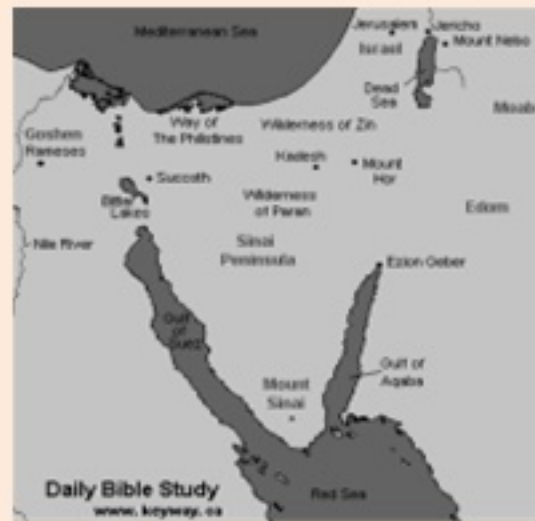 Mediterranean Sea
Jerusalem
Jericho
Mount Nebo
Israel
Dead
Sea
Moab
Goshen
Rameses
Way of
The Philistines
Wilderness of Zin
Kadesh
Mount
Hor
Succoth
Bitter
Lakes
Wilderness
of Paran
Edom
Nile River
Sinai
Peninsula
Ezion Geber
Gulf
of
Suez
Gulf of
Aqaba
Mount
Sinai
Red Sea
Daily Bible Study
www.keyway.ca